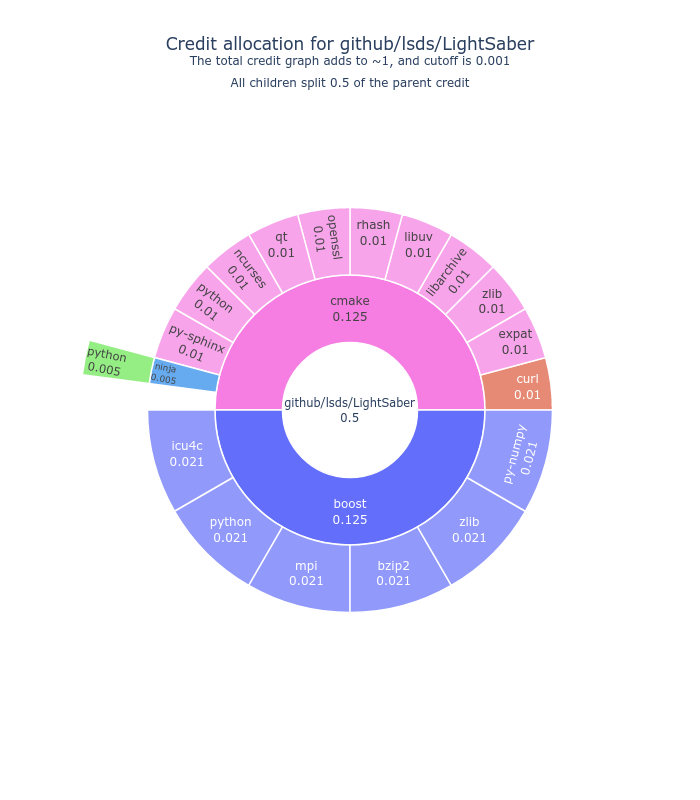 Credit allocation for github/lsds/LightSaber
The total credit graph adds to ~1, and cutoff is 0.001
All children split 0.5 of the parent credit
github/lsds/LightSaber
0.5
cmake
0.125
boost
0.125
curl
0.01
expat
0.01
zlib
0.01
libarchive
0.01
libuv
0.01
rhash
0.01
openssl
0.01
qt
0.01
ncurses
0.01
python
0.01
py-sphinx
0.01
ninja
0.005
python
0.005
icu4c
0.021
python
0.021
mpi
0.021
bzip2
0.021
zlib
0.021
py-numpy
0.021